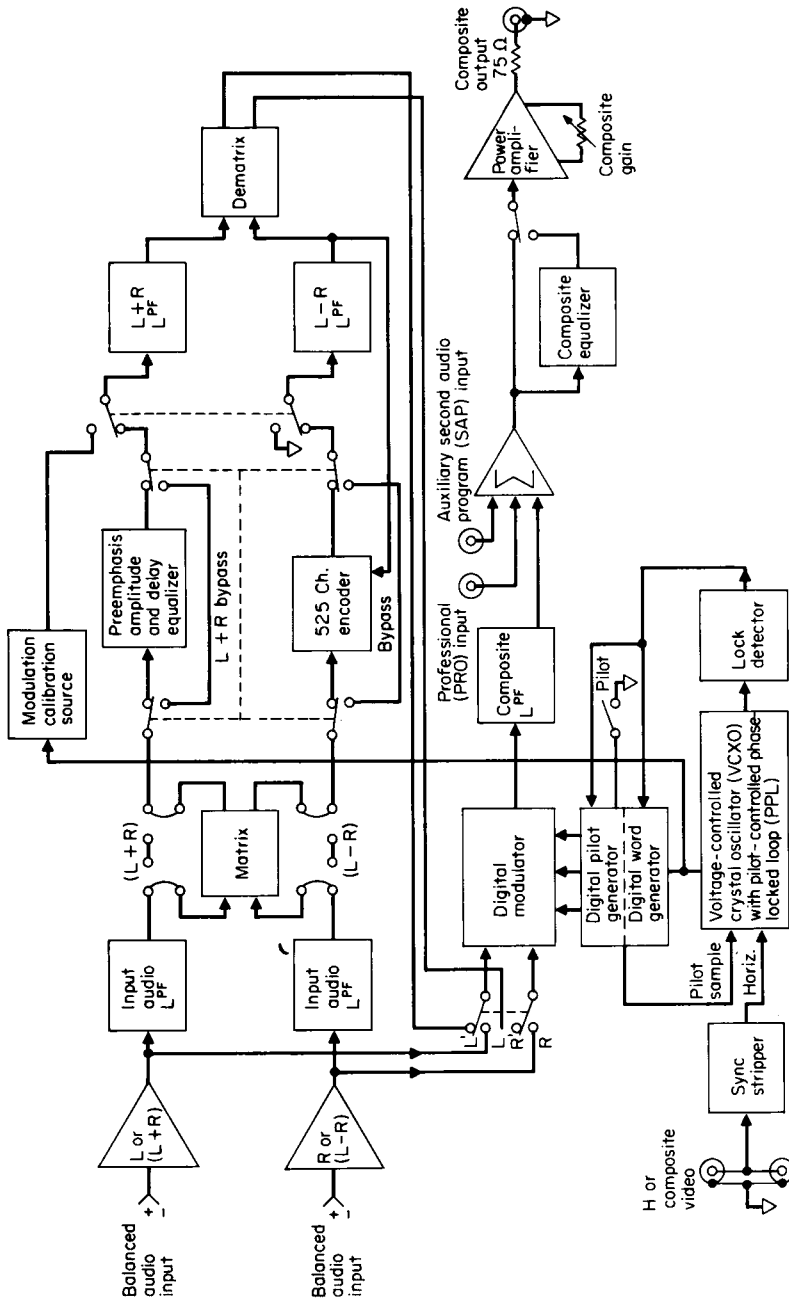 Balanced
audio
input
+
-
L or
(L+R)
Input
audio
LPF
(L+R)
Matrix
(L-R)
Balanced
audio
input
+
-
R or
(L-R)
Input
audio
LPF
Modulation
calibration
source
Preemphasis
amplitude
and delay
equalizer
L+R bypass
525 Ch.
encoder
Bypass
L+R
LPF
L-R
LPF
Dematrix
L'
L
R'
R
Digital
modulator
Composite
LPF
Professional
(PRO) input
Auxiliary second audio
program (SAP) input
Σ
Composite
equalizer
Power
ampli-
fier
Composite
gain
Composite
output
75 Ω
Digital pilot
generator
Digital word
generator
Pilot
Pilot
sample
Horiz.
Voltage-controlled
crystal oscillator (VCXO)
with pilot-controlled phase
locked loop (PPL)
Lock
detector
Sync
stripper
H or
composite
video